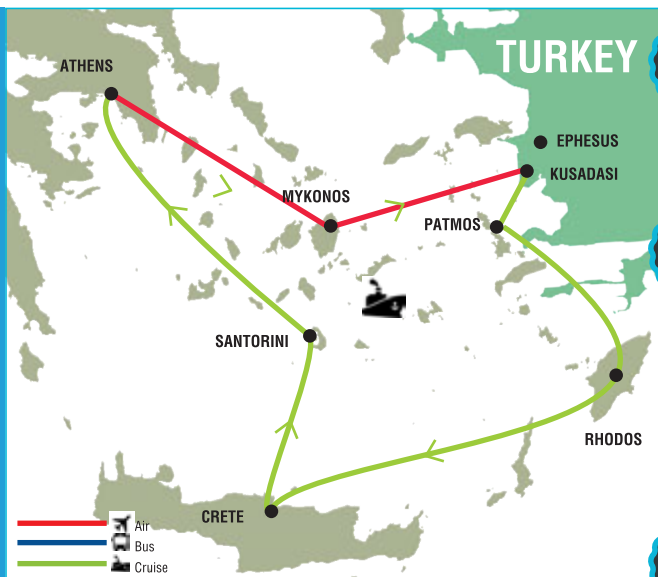 TURKEY
ATHENS
EPHESUS
KUSADASI
MYKONOS
PATMOS
SANTORINI
RHODOS
CRETE
Air
Bus
Cruise